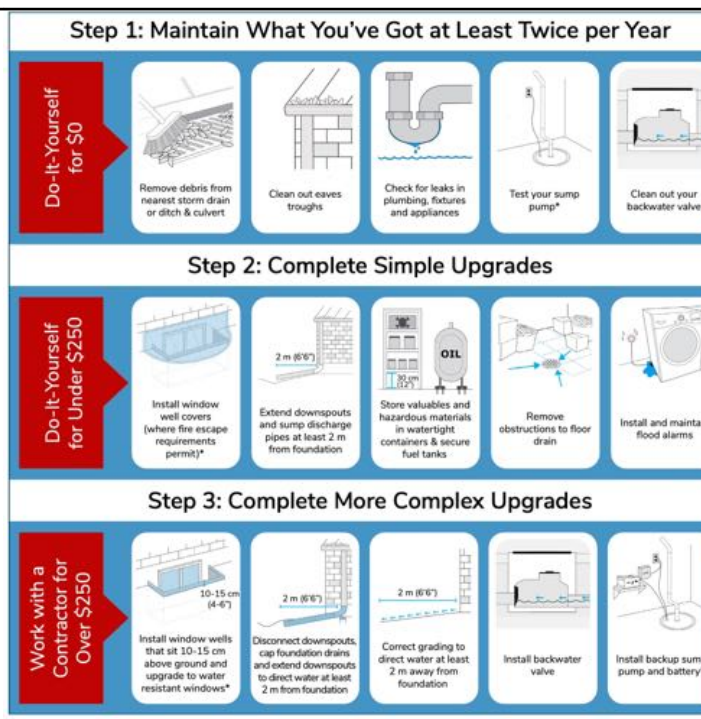 Step 1: Maintain What You've Got at Least Twice per Year
Do-It-Yourself
for $0
Remove debris from
nearest storm drain
or ditch & culvert
Clean out eaves
troughs
Check for leaks in
plumbing, fixtures
and appliances
Test your sump
pump*
Clean out your
backwater valve
Step 2: Complete Simple Upgrades
Do-It-Yourself
for Under $250
Install window
well covers
(where fire escape
requirements
permit)*
2 m (6'6")
Extend downspouts
and sump discharge
pipes at least 2 m
from foundation
OIL
30 cm
(12")
Store valuables and
hazardous materials
in watertight
containers & secure
fuel tanks
Remove
obstructions to floor
drain
Install and mainta
flood alarms
Step 3: Complete More Complex Upgrades
Work with a
Contractor for
Over $250
10-15 cm
(4-6")
Install window wells
that sit 10-15 cm
above ground and
upgrade to water
resistant windows*
2 m (6'6")
Disconnect downspouts,
cap foundation drains
and extend downspouts
to direct water at least
2 m from foundation
2 m (6'6")
Correct grading to
direct water at least
2 m away from
foundation
Install backwater
valve
Install backup sum
pump and battery